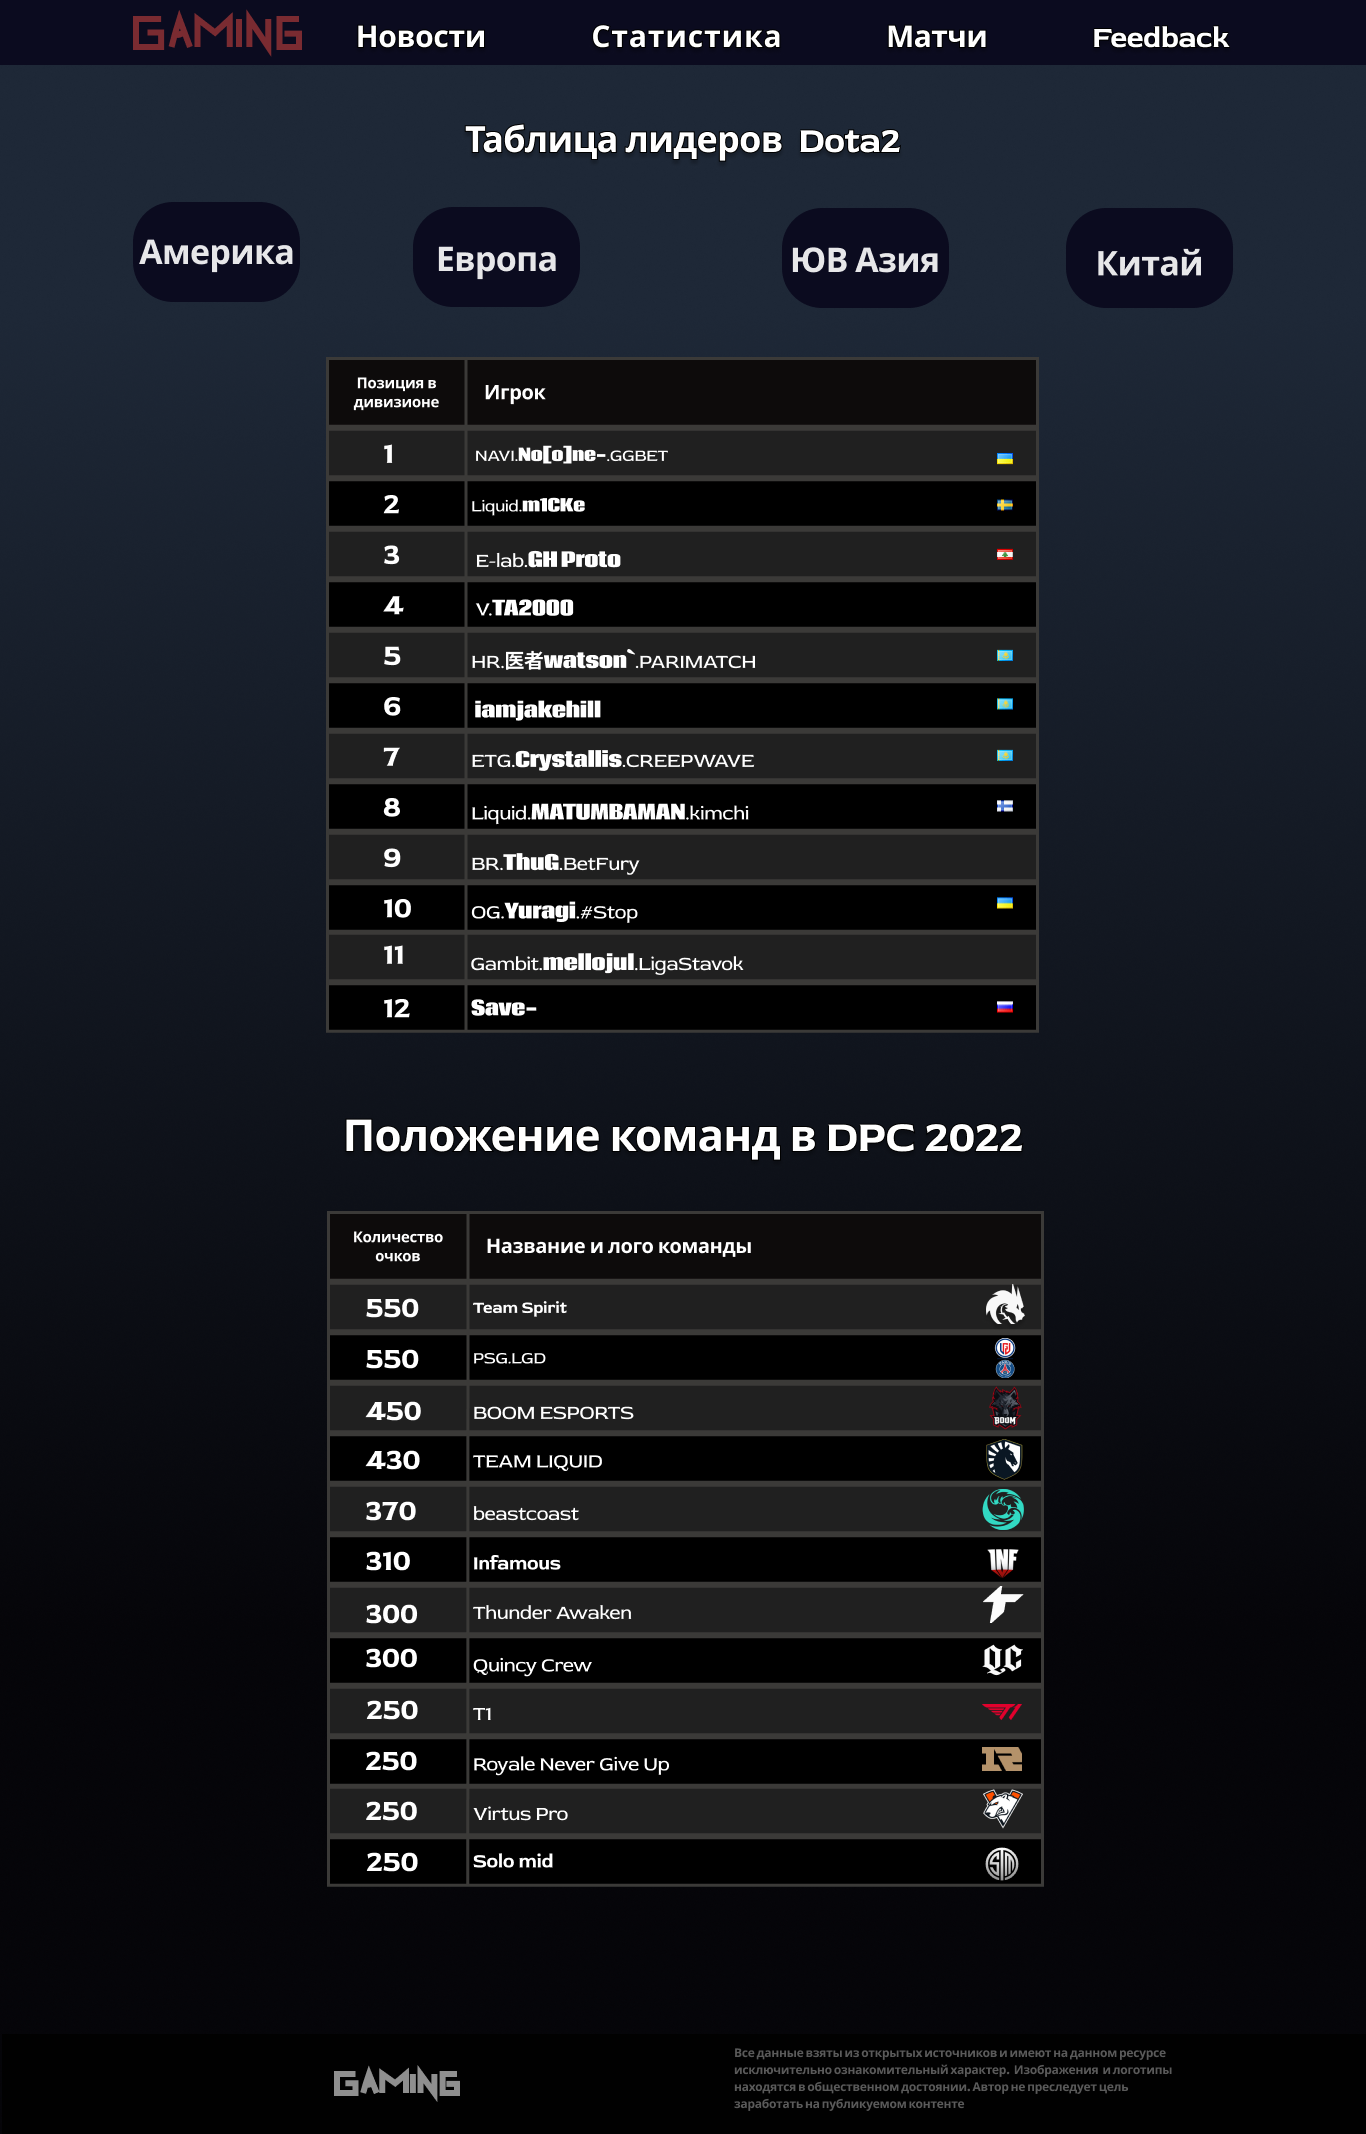 GAMING Новости Статистика Матчи Feedback
Таблица лидеров Dota2
Америка Европа ЮВ Азия Китай
Позиция в дивизионе Игрок
1 NAVI.No[o]ne-.GGBET
2 Liquid.m1CKe
3 E-lab.GH Proto
4 V.TA2000
5 HR.医者watson`.PARIMATCH
6 iamjakehill
7 ETG.Crystallis.CREEPWAVE
8 Liquid.MATUMBAMAN.kimchi
9 BR.ThuG.BetFury
10 OG.Yuragi.#Stop
11 Gambit.mellojul.LigaStavok
12 Save-
Положение команд в DPC 2022
Количество очков Название и лого команды
550 Team Spirit
550 PSG.LGD
450 BOOM ESPORTS BOOM
430 TEAM LIQUID
370 beastcoast
310 Infamous INF
300 Thunder Awaken
300 Quincy Crew QC
250 T1
250 Royale Never Give Up
250 Virtus Pro
250 Solo mid
GAMING
Все данные взяты из открытых источников и имеют на данном ресурсе
исключительно ознакомительный характер. Изображения и логотипы
находятся в общественном достоянии. Автор не преследует цель
заработать на публикуемом контенте